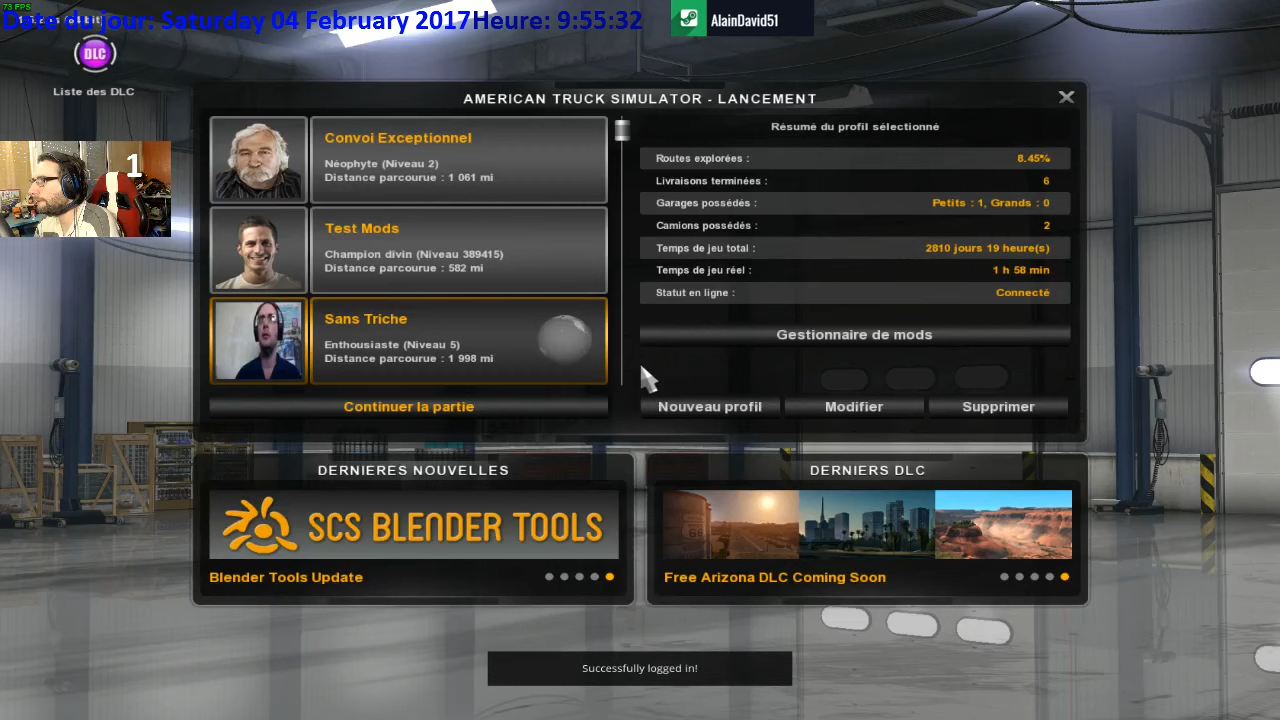 73 FPS
Date du jour: Saturday 04 February 2017Heure: 9:55:32
AlainDavid51
DLC
Liste des DLC
1
AMERICAN TRUCK SIMULATOR - LANCEMENT
Convoi Exceptionnel
Néophyte (Niveau 2)
Distance parcourue : 1 061 mi
Test Mods
Champion divin (Niveau 389415)
Distance parcourue : 582 mi
Sans Triche
Enthousiaste (Niveau 5)
Distance parcourue : 1 998 mi
Continuer la partie
Résumé du profil sélectionné
Routes explorées : 8.45%
Livraisons terminées : 6
Garages possédés : Petits : 1, Grands : 0
Camions possédés : 2
Temps de jeu total : 2810 jours 19 heure(s)
Temps de jeu réel : 1 h 58 min
Statut en ligne : Connecté
Gestionnaire de mods
Nouveau profil Modifier Supprimer
DERNIERES NOUVELLES
SCS BLENDER TOOLS
Blender Tools Update
DERNIERS DLC
Free Arizona DLC Coming Soon
Successfully logged in!